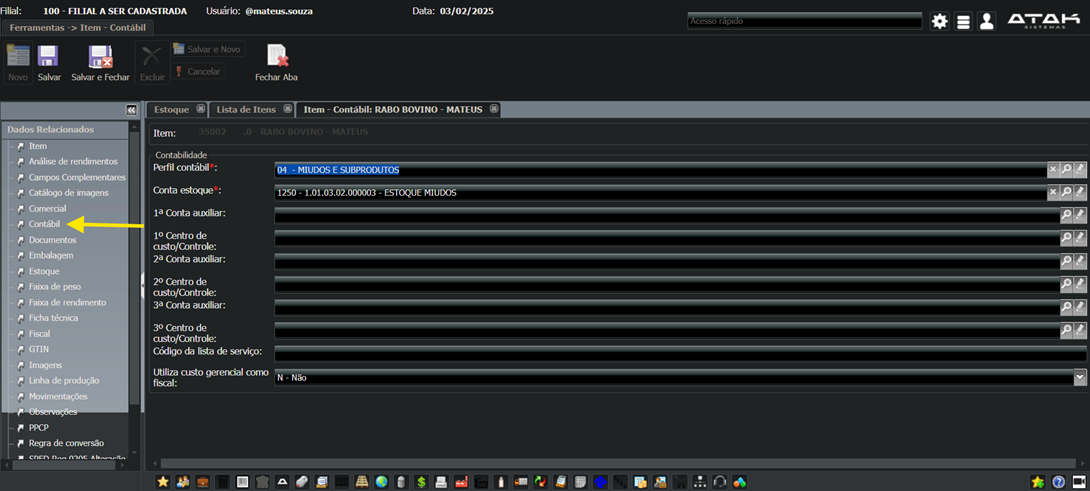 Filial: 100 - FILIAL A SER CADASTRADA Usuário: @mateus.souza Data: 03/02/2025
Acesso rápido
ATAK
SISTEMAS
Ferramentas -> Item - Contábil
Novo
Salvar
Salvar e Fechar
Excluir
Salvar e Novo
Cancelar
Fechar Aba
Dados Relacionados
Item
Análise de rendimentos
Campos Complementares
Catálogo de imagens
Comercial
Contábil
Documentos
Embalagem
Estoque
Faixa de peso
Faixa de rendimento
Ficha técnica
Fiscal
GTIN
Imagens
Linha de produção
Movimentações
Observações
PPCP
Regra de conversão
SPED Reg 0205 Alteração
Estoque
Lista de Itens
Item - Contábil: RABO BOVINO - MATEUS
Item: 35002 .0 - RABO BOVINO - MATEUS
Contabilidade
Perfil contábil*: 04 - MIUDOS E SUBPRODUTOS
Conta estoque*: 1250 - 1.01.03.02.000003 - ESTOQUE MIUDOS
1ª Conta auxiliar:
1º Centro de
custo/Controle:
2ª Conta auxiliar:
2º Centro de
custo/Controle:
3ª Conta auxiliar:
3º Centro de
custo/Controle:
Código da lista de serviço:
Utiliza custo gerencial como
fiscal: N - Não